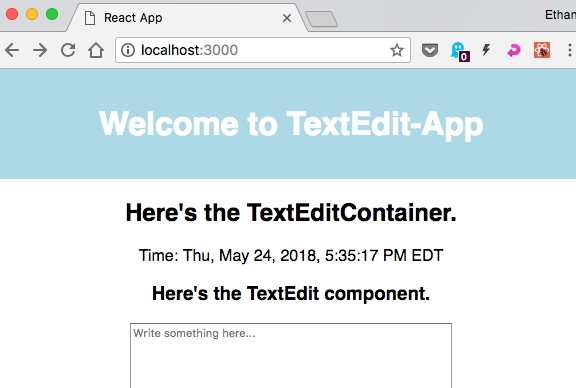 React App
Ethan
localhost:3000
0
Welcome to TextEdit-App
Here's the TextEditContainer.
Time: Thu, May 24, 2018, 5:35:17 PM EDT
Here's the TextEdit component.
Write something here...